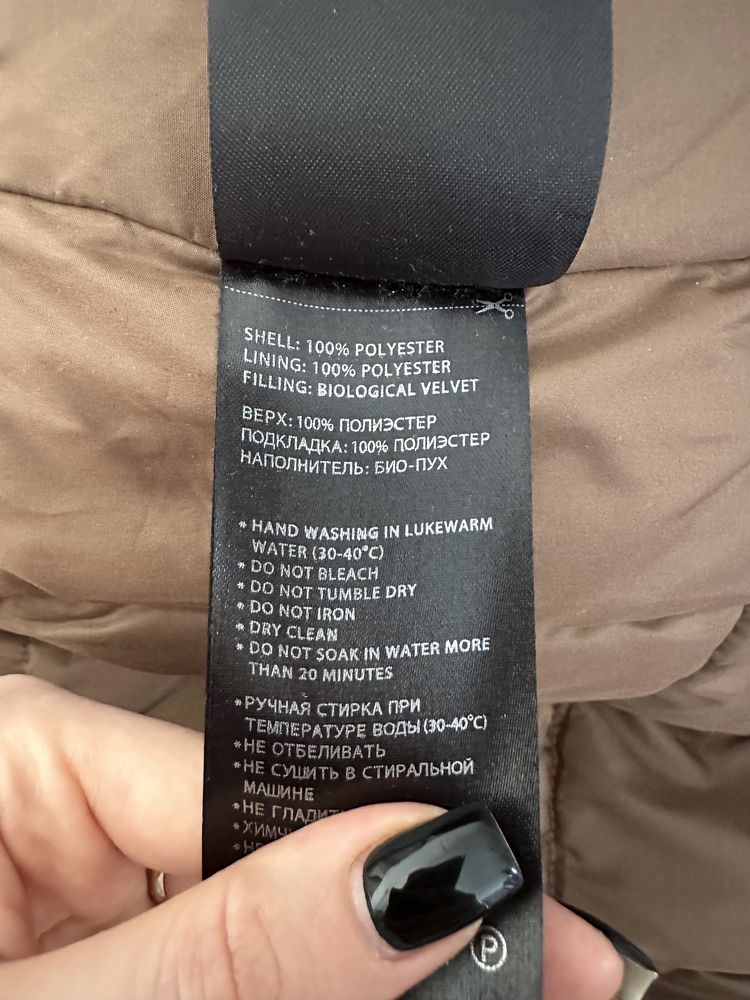 SHELL: 100% POLYESTER
LINING: 100% POLYESTER
FILLING: BIOLOGICAL VELVET
ВЕРХ: 100% ПОЛИЭСТЕР
ПОДКЛАДКА: 100% ПОЛИЭСТЕР
НАПОЛНИТЕЛЬ: БИО-ПУХ
* HAND WASHING IN LUKEWARM
WATER (30-40°C)
* DO NOT BLEACH
* DO NOT TUMBLE DRY
* DO NOT IRON
* DRY CLEAN
* DO NOT SOAK IN WATER MORE
THAN 20 MINUTES
*РУЧНАЯ СТИРКА ПРИ
ТЕМПЕРАТУРЕ ВОДЫ (30-40°C)
*НЕ ОТБЕЛИВАТЬ
*НЕ СУШИТЬ В СТИРАЛЬНОЙ
МАШИНЕ
*НЕ
P